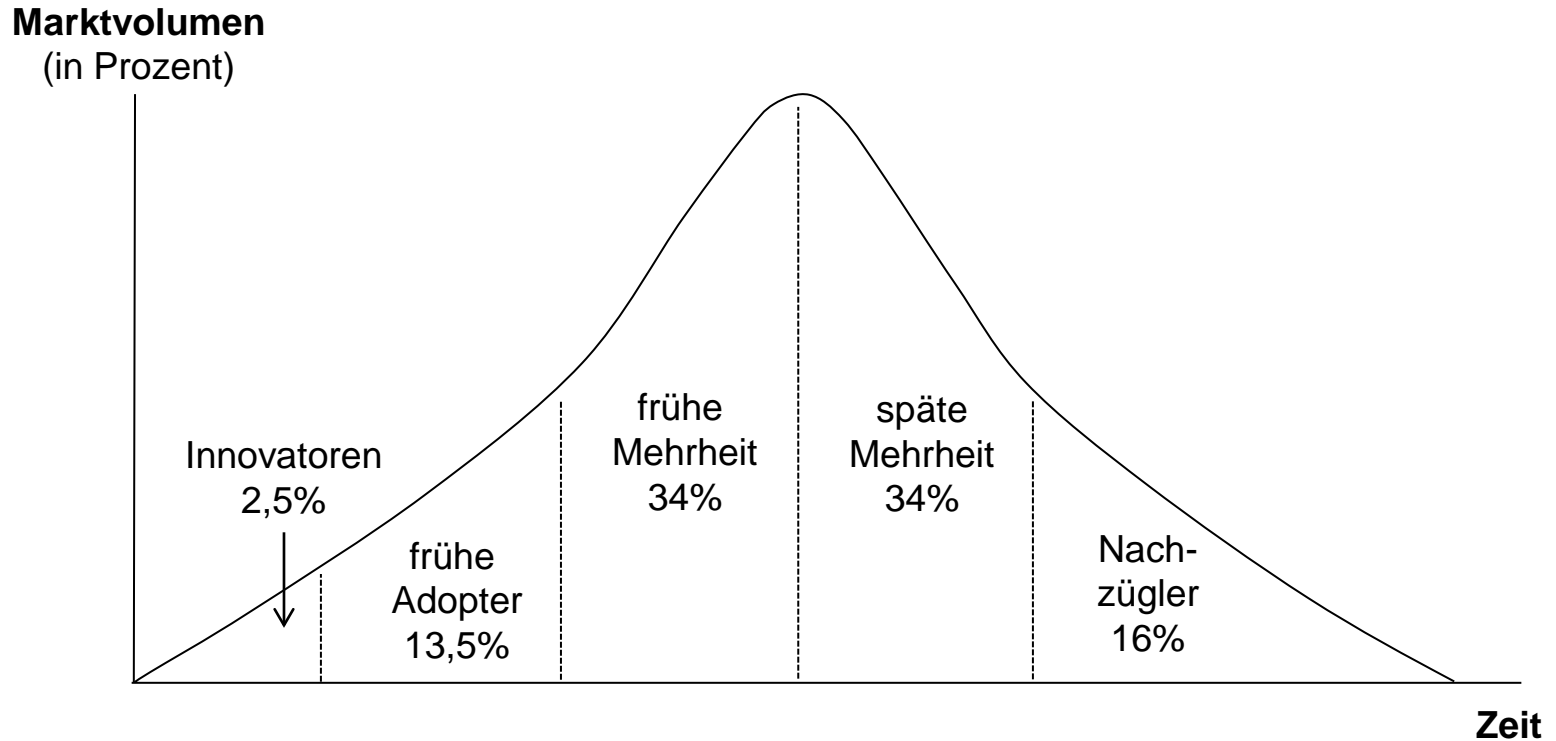 Marktvolumen
(in Prozent)
Innovatoren
2,5%
frühe
Adopter
13,5%
frühe
Mehrheit
34%
späte
Mehrheit
34%
Nach-
zügler
16%
Zeit